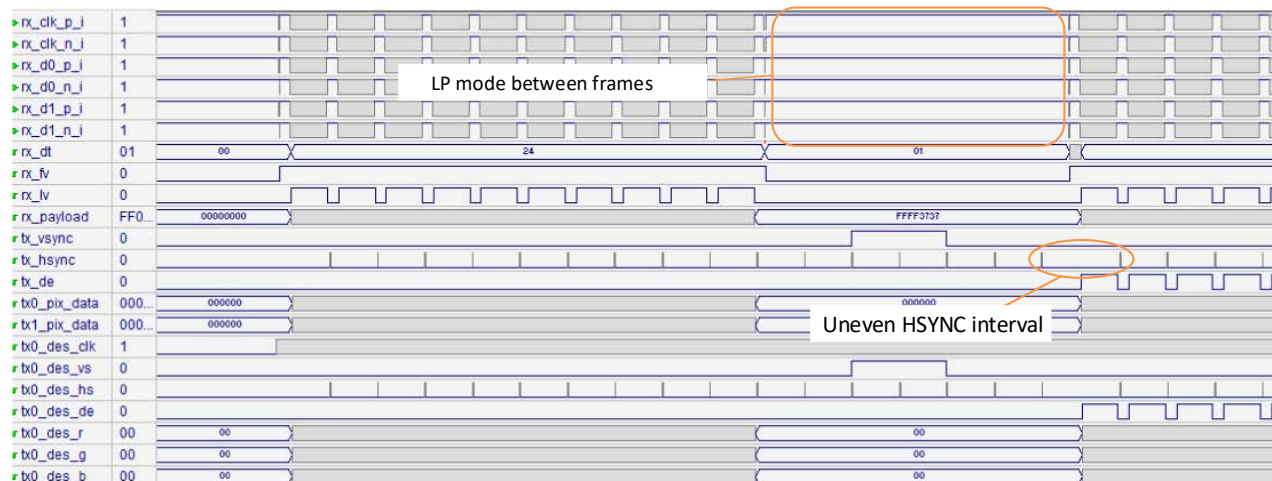 rx_clk_p_i 1
rx_clk_n_i 1
rx_d0_p_i 1
rx_d0_n_i 1
LP mode between frames
rx_d1_p_i 1
rx_d1_n_i 1
rx_dt 01 00 24 01
rx_fv 0
rx_lv 0
rx_payload FF0... 00000000 FFFF3737
tx_vsync 0
tx_hsync 0
tx_de 0
tx0_pix_data 000... 000000 000000
tx1_pix_data 000... 000000
Uneven HSYNC interval
tx0_des_clk 1
tx0_des_vs 0
tx0_des_hs 0
tx0_des_de 0
tx0_des_r 00 00 00
tx0_des_g 00 00 00
tx0_des_b 00 00 00